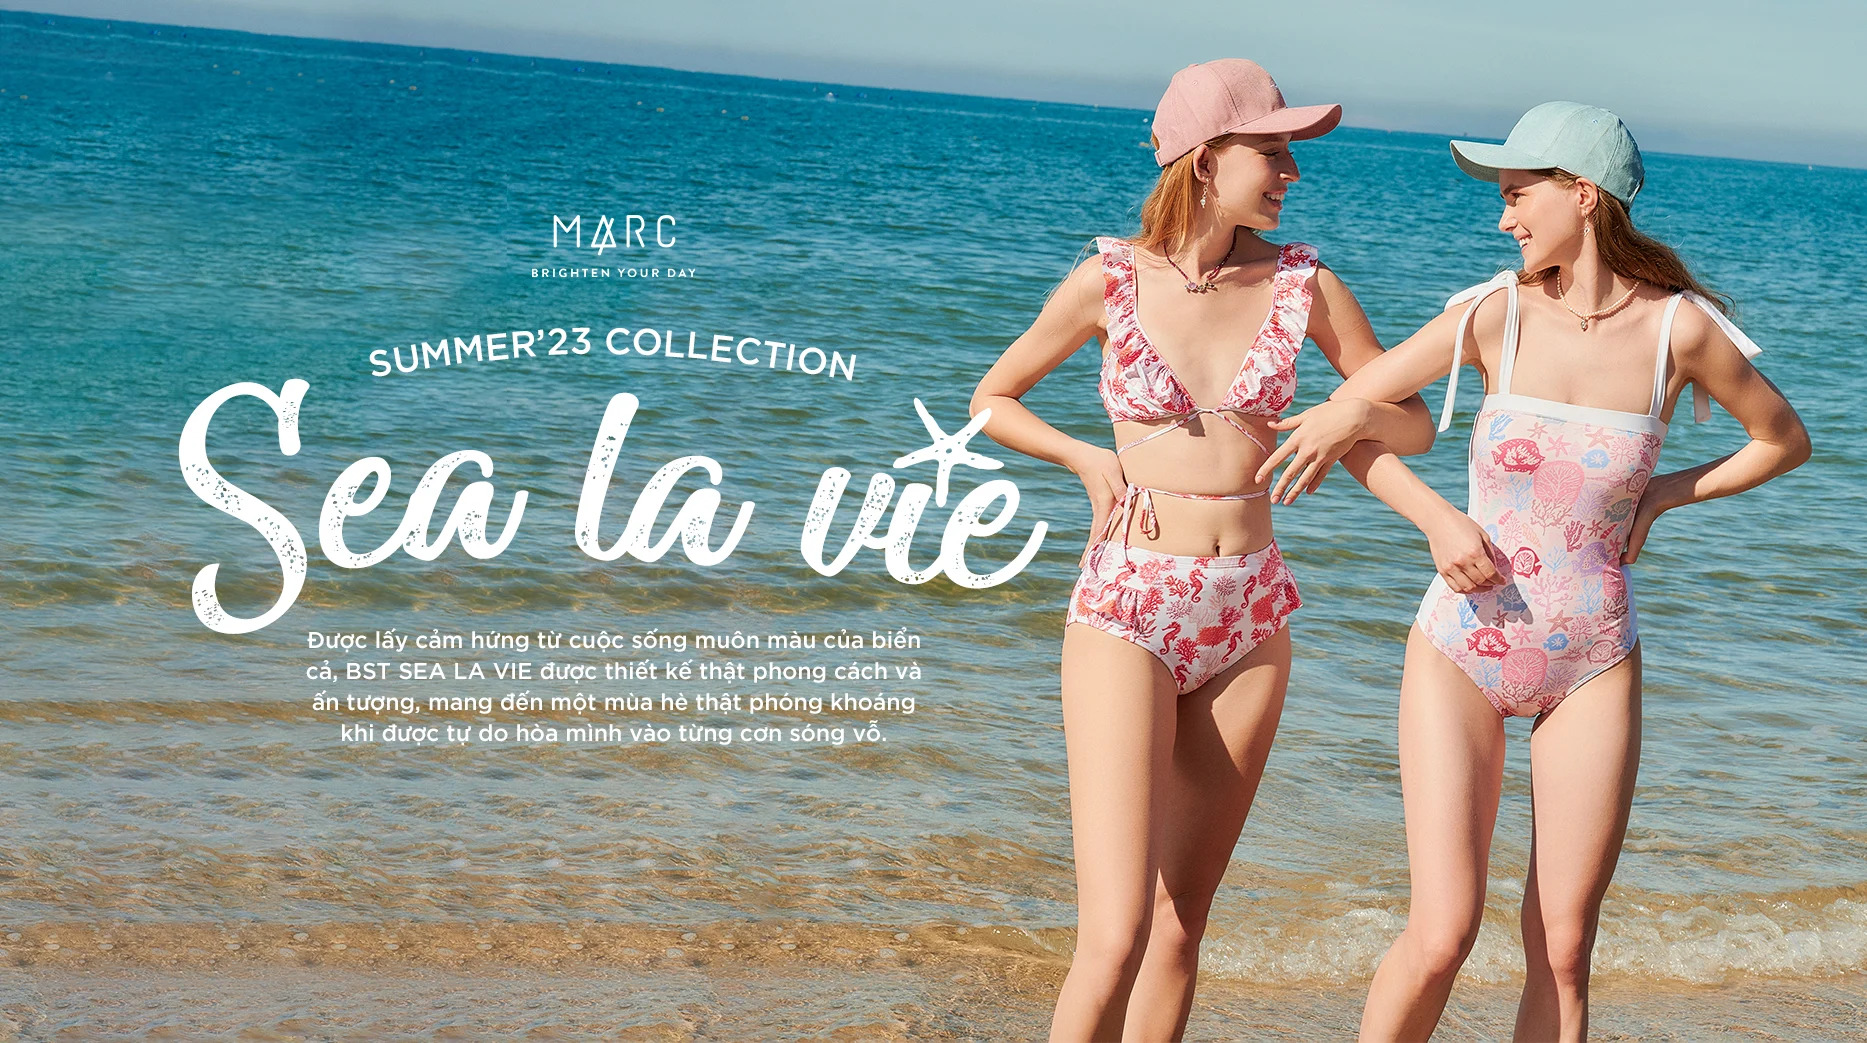 MARC
BRIGHTEN YOUR DAY
SUMMER'23 COLLECTION
Sea la vie
Được lấy cảm hứng từ cuộc sống muôn màu của biển
cả, BST SEA LA VIE được thiết kế thật phong cách và
ấn tượng, mang đến một mùa hè thật phóng khoáng
khi được tự do hòa mình vào từng cơn sóng vỗ.